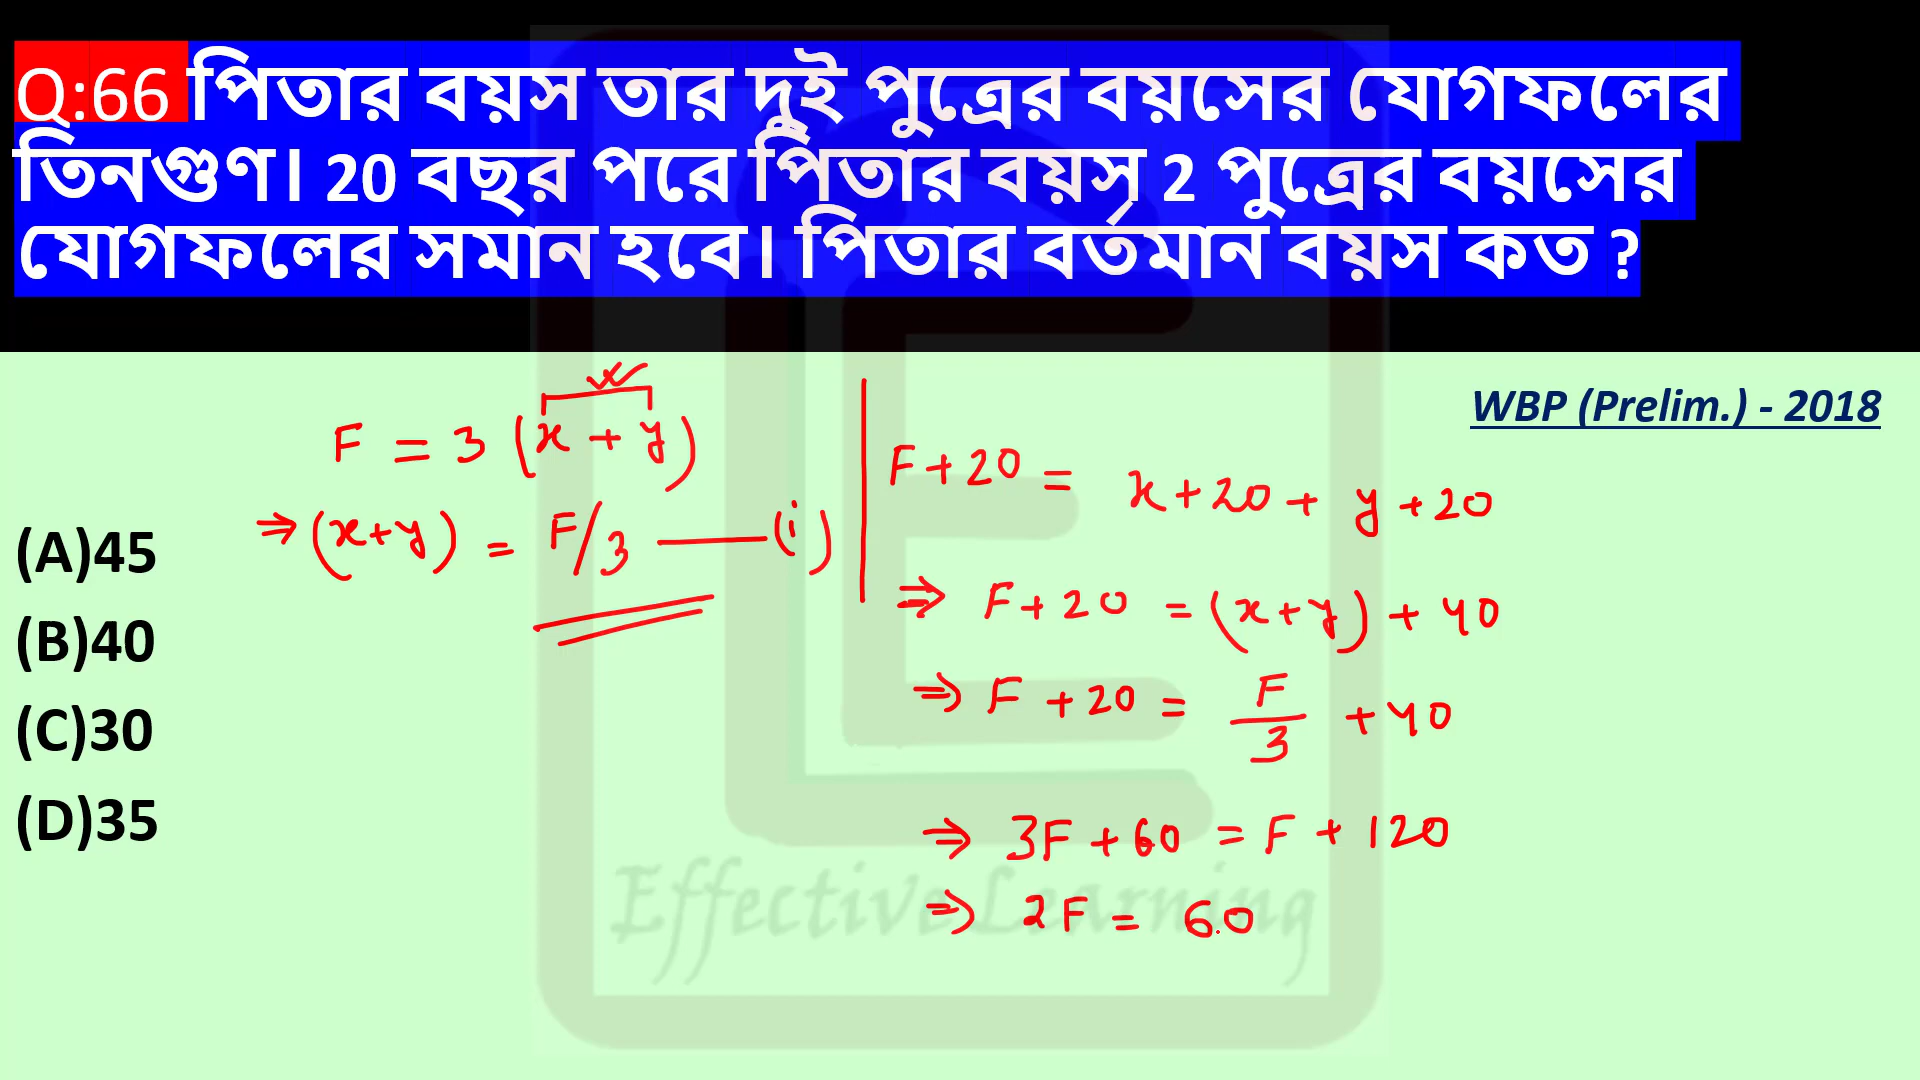 Q:66 পিতার বয়স তার দুই পুত্রের বয়সের যোগফলের
তিনগুণ। 20 বছর পরে পিতার বয়স 2 পুত্রের বয়সের
যোগফলের সমান হবে। পিতার বর্তমান বয়স কত ?
WBP (Prelim.) - 2018
(A)45
(B)40
(C)30
(D)35
F = 3 (x + y)
⇒ (x+y) = F/3 —— (i)
F+20 = x+20 + y+20
⇒ F+20 = (x+y) + 40
⇒ F +20 = F/3 +40
⇒ 3F+60 = F + 120
⇒ 2F = 60
Effective Learning